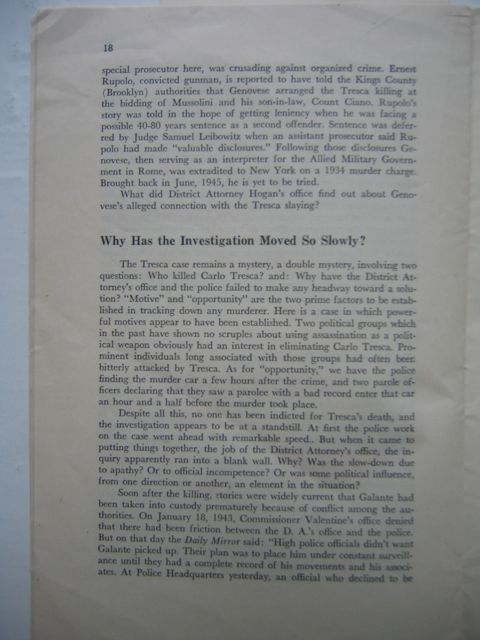 18
special prosecutor here, was crusading against organized crime. Ernest
Rupolo, convicted gunman, is reported to have told the Kings County
(Brooklyn) authorities that Genovese arranged the Tresca killing at
the bidding of Mussolini and his son-in-law, Count Ciano. Rupolo's
story was told in the hope of getting leniency when he was facing a
possible 40-80 years sentence as a second offender. Sentence was defer-
red by Judge Samuel Leibowitz when an assistant prosecutor said Ru-
polo had made "valuable disclosures." Following those disclosures Ge-
novese, then serving as an interpreter for the Allied Military Govern-
ment in Rome, was extradited to New York on a 1934 murder charge.
Brought back in June, 1945, he is yet to be tried.
What did District Attorney Hogan's office find out about Geno-
vese's alleged connection with the Tresca slaying?
Why Has the Investigation Moved So Slowly?
The Tresca case remains a mystery, a double mystery, involving two
questions: Who killed Carlo Tresca? and: Why have the District At-
torney's office and the police failed to make any headway toward a solu-
tion? "Motive" and "opportunity" are the two prime factors to be estab-
lished in tracking down any murderer. Here is a case in which power-
ful motives appear to have been established. Two political groups which
in the past have shown no scruples about using assassination as a polit-
ical weapon obviously had an interest in eliminating Carlo Tresca. Pro-
minent individuals long associated with those groups had often been
bitterly attacked by Tresca. As for "opportunity," we have the police
finding the murder car a few hours after the crime, and two parole of-
ficers declaring that they saw a parolee with a bad record enter that car
an hour and a half before the murder took place.
Despite all this, no one has been indicted for Tresca's death, and
the investigation appears to be at a standstill. At first the police work
on the case went ahead with remarkable speed.. But when it came to
putting things together, the job of the District Attorney's office, the in-
quiry apparently ran into a blank wall. Why? Was the slow-down due
to apathy? Or to official incompetence? Or was some political influence,
from one direction or another, an element in the situation?
Soon after the killing, stories were widely current that Galante had
been taken into custody prematurely because of conflict among the au-
thorities. On January 18, 1943, Commissioner Valentine's office denied
that there had been friction between the D. A.'s office and the police.
But on that day the Daily Mirror said: "High police officials didn't want
Galante picked up. Their plan was to place him under constant surveill-
ance until they had a complete record of his movements and his associ-
ates. At Police Headquarters yesterday, an official who declined to be